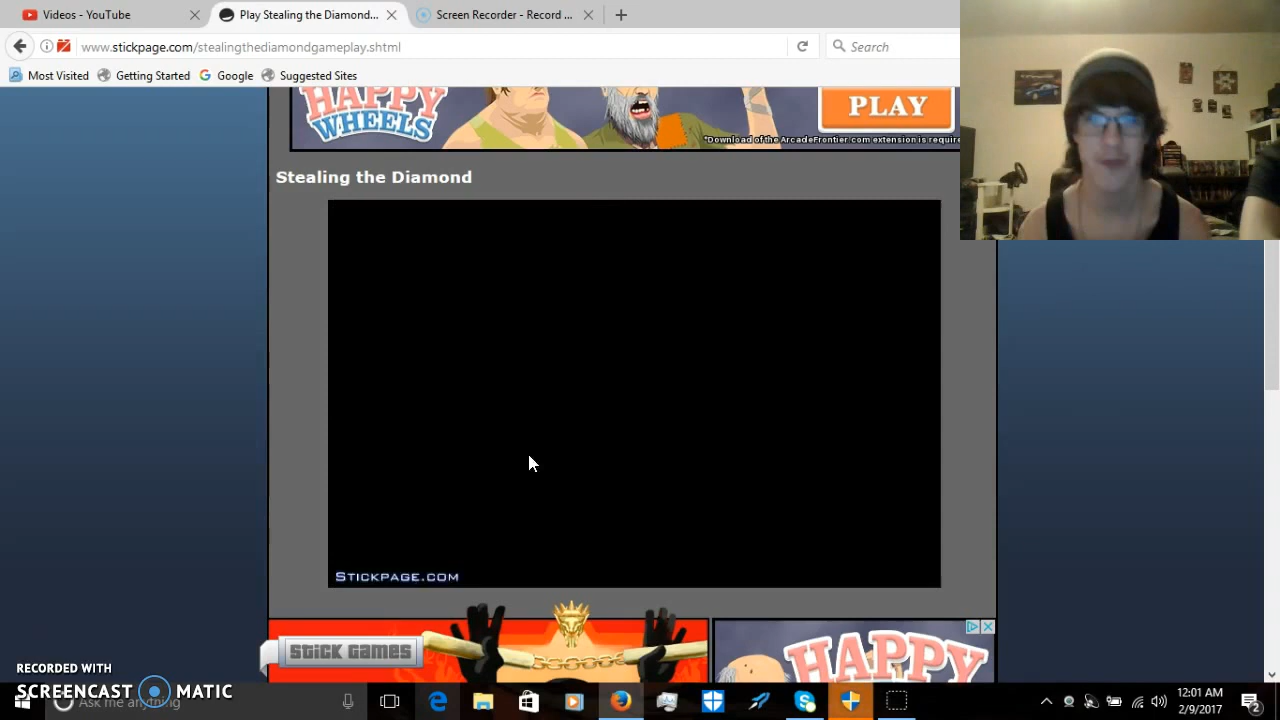 Videos - YouTube
Play Stealing the Diamond...
Screen Recorder - Record ...
www.stickpage.com/stealingthediamondgameplay.shtml
Search
Most Visited
Getting Started
Google
Suggested Sites
HAPPY
WHEELS
PLAY
*Download of the ArcadeFrontier.com extension is require
Stealing the Diamond
STICKPAGE.COM
STICK GAMES
HAPPY
RECORDED WITH
SCREENCAST MATIC
Ask me anything
12:01 AM
2/9/2017
2